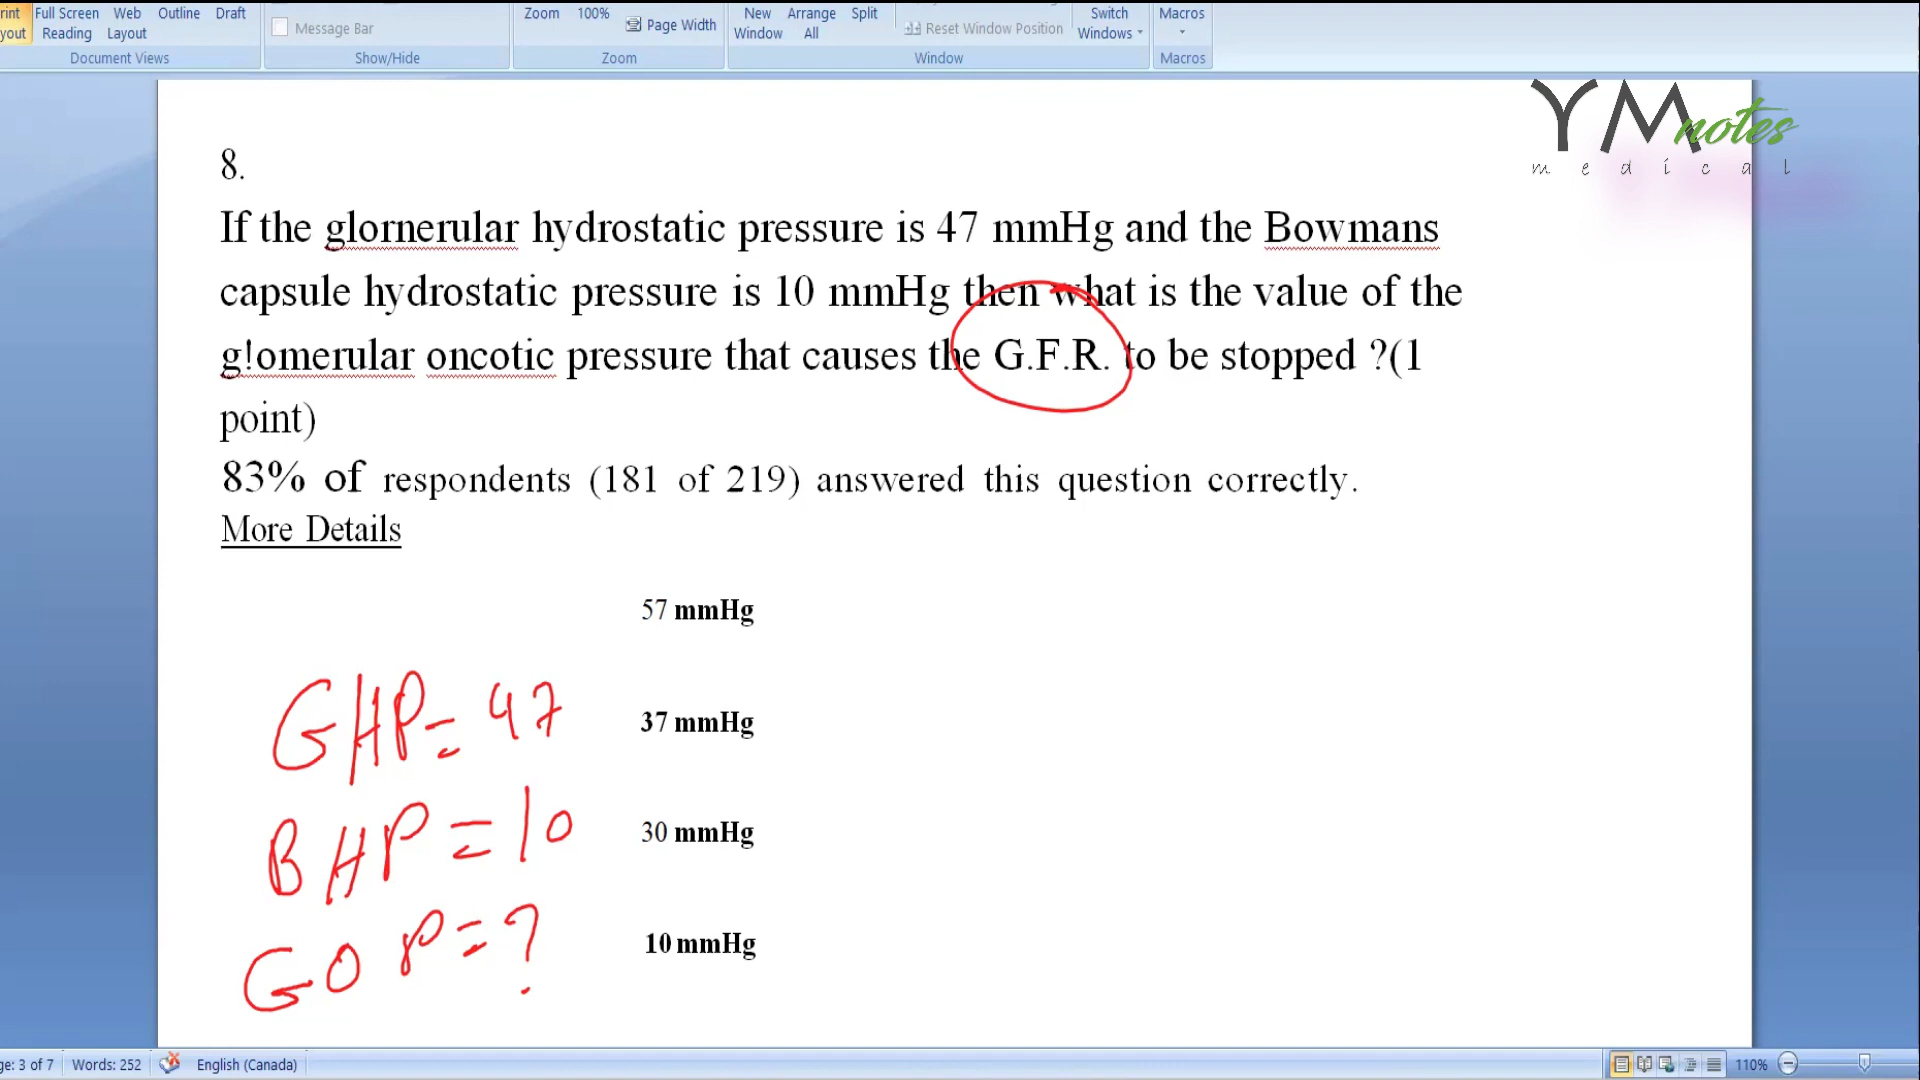 Print Full Screen Web Outline Draft
Layout Reading Layout
Document Views
Message Bar
Show/Hide
Zoom 100% Page Width
Zoom
New Arrange Split
Window All
Reset Window Position
Window
Switch
Windows
Macros
Macros
YM notes
medical
8.
If the glornerular hydrostatic pressure is 47 mmHg and the Bowmans
capsule hydrostatic pressure is 10 mmHg then what is the value of the
g!omerular oncotic pressure that causes the G.F.R. to be stopped ?(1
point)
83% of respondents (181 of 219) answered this question correctly.
More Details
57 mmHg
37 mmHg
30 mmHg
10 mmHg
GHP= 47
BHP=10
GOP=?
ge: 3 of 7 Words: 252 English (Canada) 110%